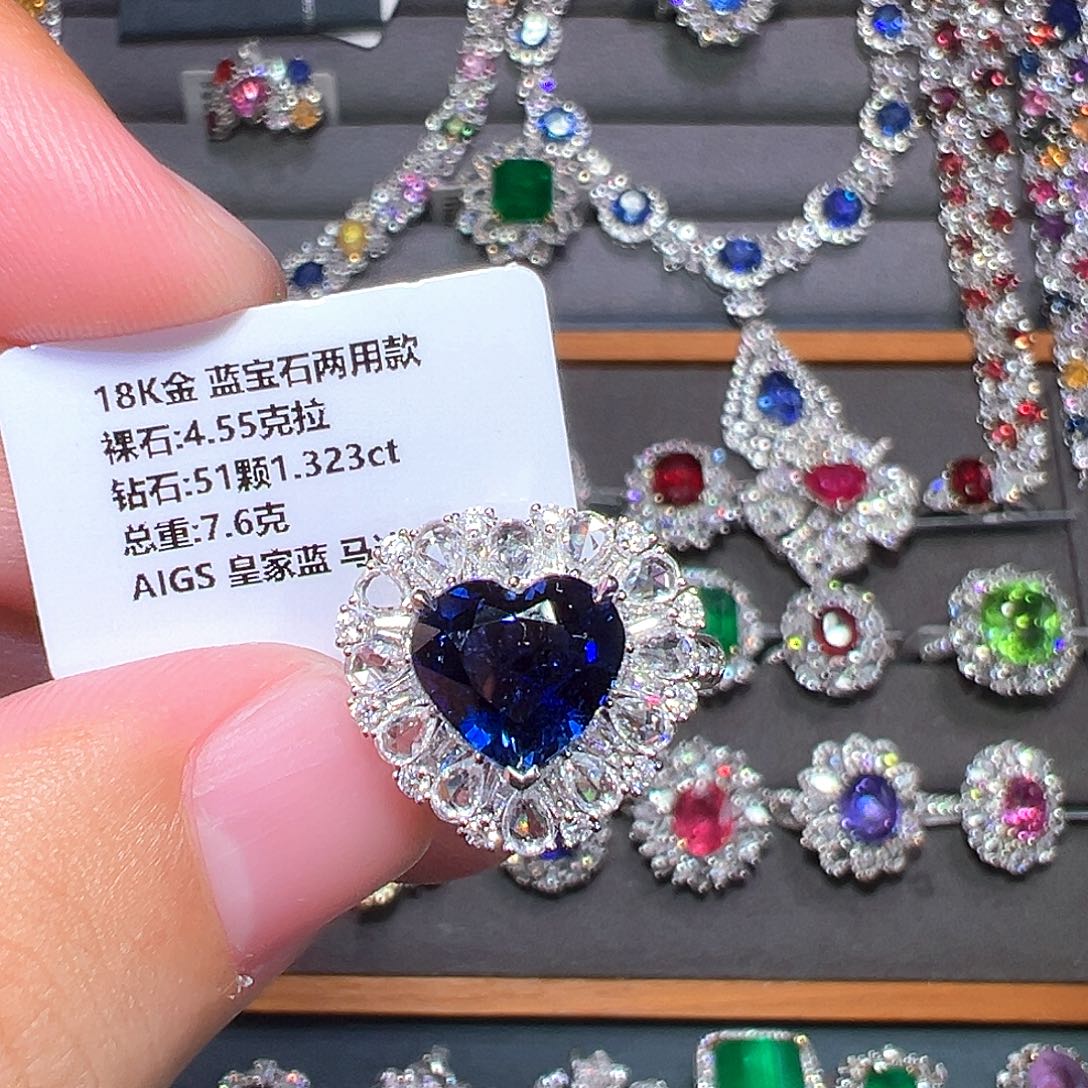 18K金 蓝宝石两用款
裸石:4.55克拉
钻石:51颗1.323ct
总重:7.6克
AIGS 皇家蓝 马